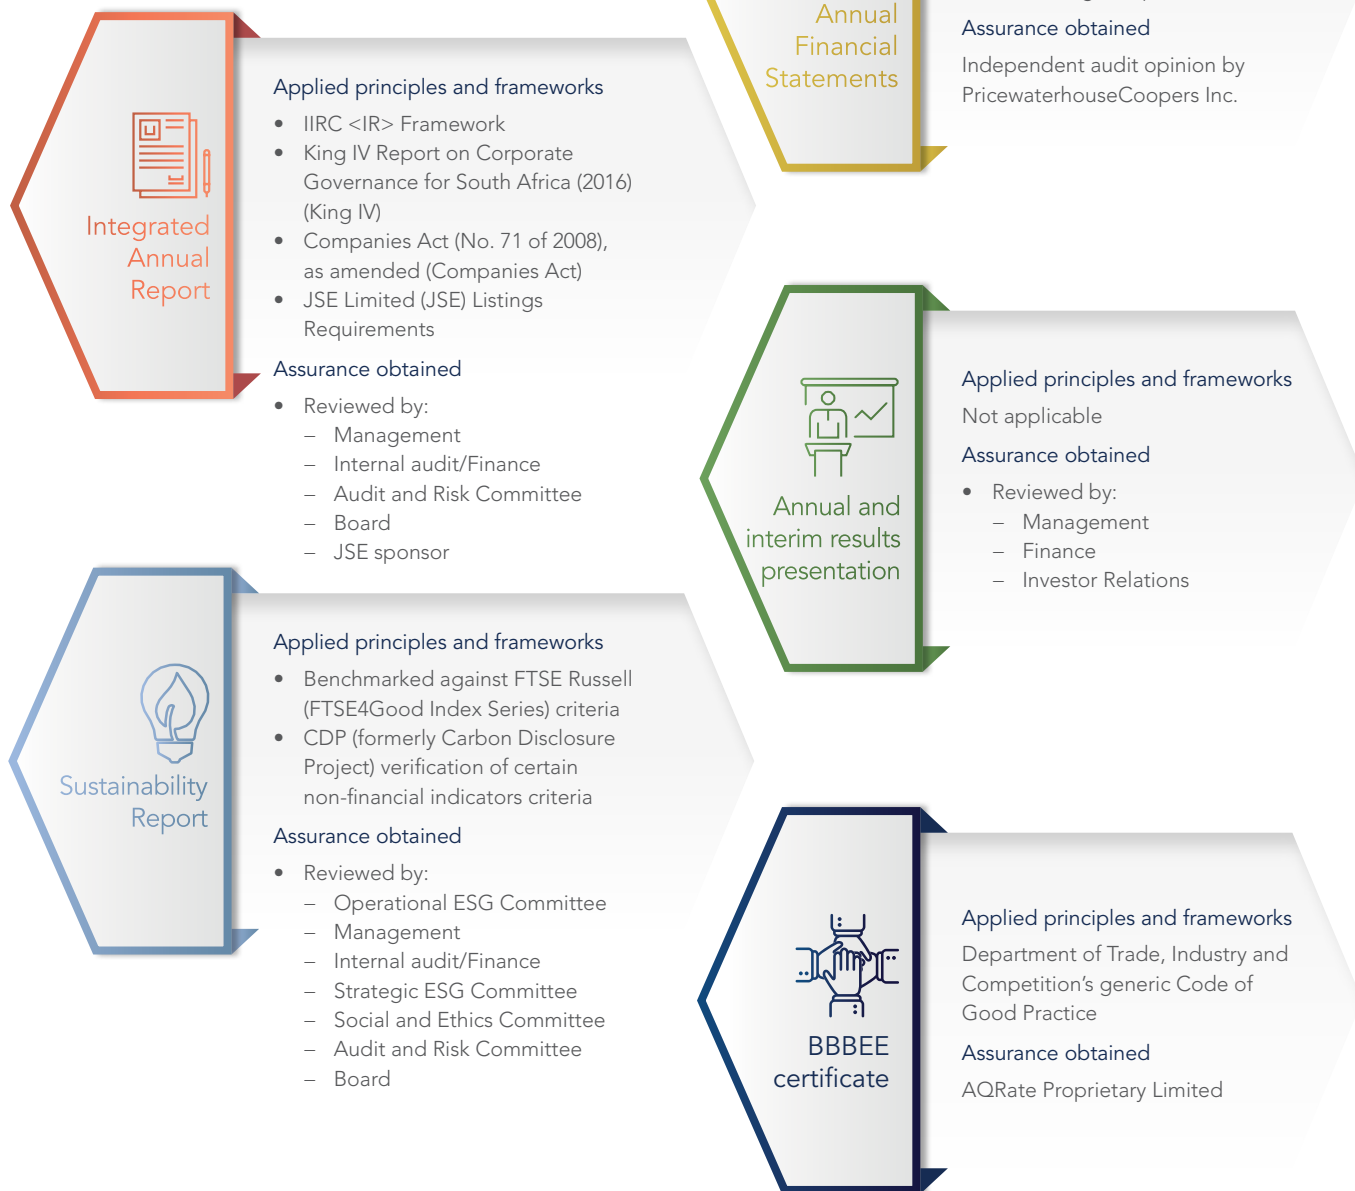 Integrated
Annual
Report
Applied principles and frameworks
• IIRC <IR> Framework
• King IV Report on Corporate
Governance for South Africa (2016)
(King IV)
• Companies Act (No. 71 of 2008),
as amended (Companies Act)
• JSE Limited (JSE) Listings
Requirements
Assurance obtained
• Reviewed by:
– Management
– Internal audit/Finance
– Audit and Risk Committee
– Board
– JSE sponsor
Sustainability
Report
Applied principles and frameworks
• Benchmarked against FTSE Russell
(FTSE4Good Index Series) criteria
• CDP (formerly Carbon Disclosure
Project) verification of certain
non-financial indicators criteria
Assurance obtained
• Reviewed by:
– Operational ESG Committee
– Management
– Internal audit/Finance
– Strategic ESG Committee
– Social and Ethics Committee
– Audit and Risk Committee
– Board
Annual
Financial
Statements
Assurance obtained
Independent audit opinion by
PricewaterhouseCoopers Inc.
Annual and
interim results
presentation
Applied principles and frameworks
Not applicable
Assurance obtained
• Reviewed by:
– Management
– Finance
– Investor Relations
BBBEE
certificate
Applied principles and frameworks
Department of Trade, Industry and
Competition's generic Code of
Good Practice
Assurance obtained
AQRate Proprietary Limited